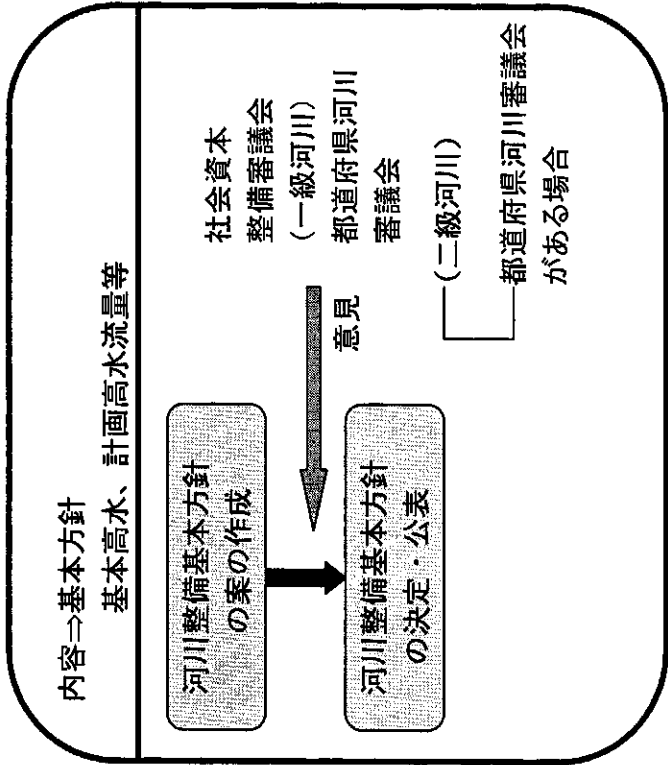 内容⇒基本方針
基本高水、計画高水流量等
河川整備基本方針
の案の作成
意見
社会資本
整備審議会
(一級河川)
都道府県河川
審議会
河川整備基本方針
の決定・公表
(二級河川)
都道府県河川審議会
がある場合